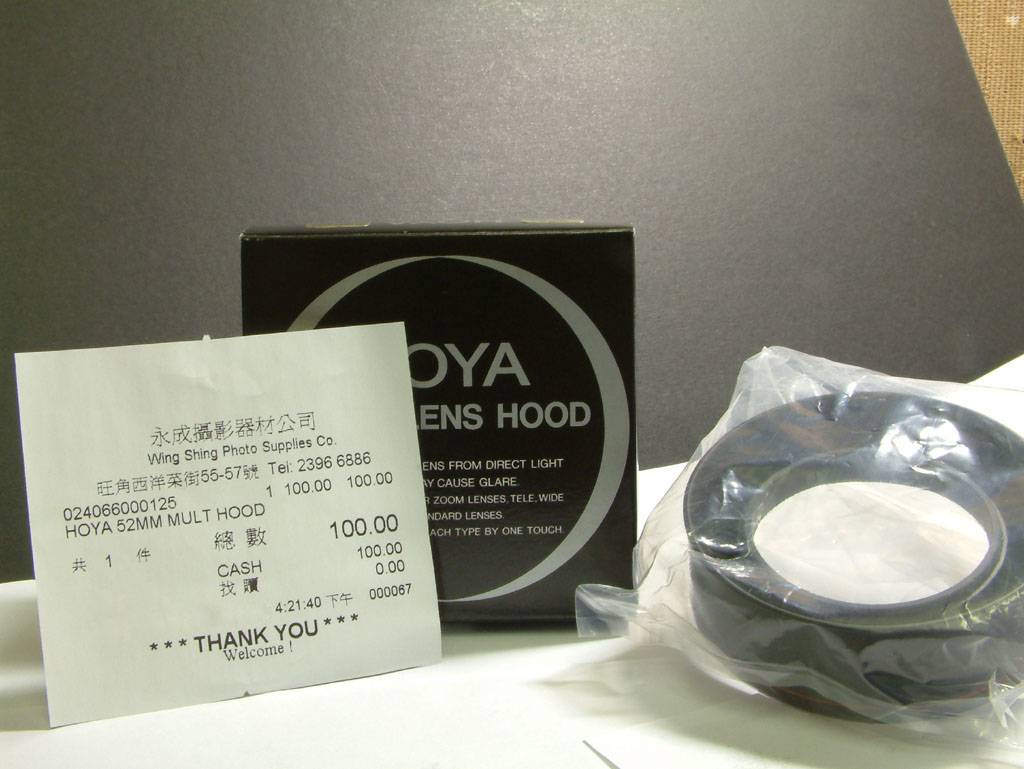 永成攝影器材公司
Wing Shing Photo Supplies Co.
旺角西洋菜街55-57號 Tel: 2396 6886
024066000125 1 100.00 100.00
HOYA 52MM MULT HOOD
共 1 件 總 數 100.00
CASH 100.00
找 贖 0.00
4:21:40 下午 000067
*** THANK YOU ***
Welcome !
OYA
LENS HOOD
ENS FROM DIRECT LIGHT
AY CAUSE GLARE.
R ZOOM LENSES, TELE, WIDE
NDARD LENSES.
ACH TYPE BY ONE TOUCH.